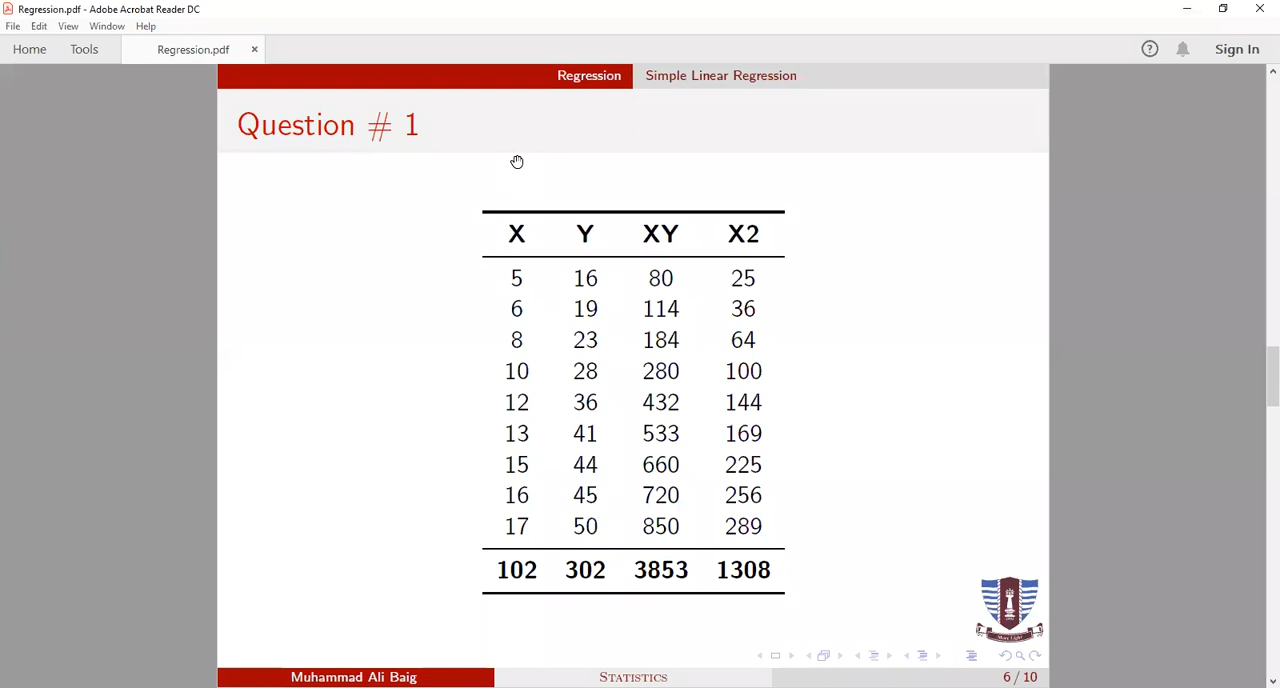 Regression.pdf - Adobe Acrobat Reader DC
File Edit View Window Help
Home Tools Regression.pdf × Sign In
Regression Simple Linear Regression
Question # 1
X Y XY X2
5 16 80 25
6 19 114 36
8 23 184 64
10 28 280 100
12 36 432 144
13 41 533 169
15 44 660 225
16 45 720 256
17 50 850 289
102 302 3853 1308
Muhammad Ali Baig STATISTICS 6 / 10